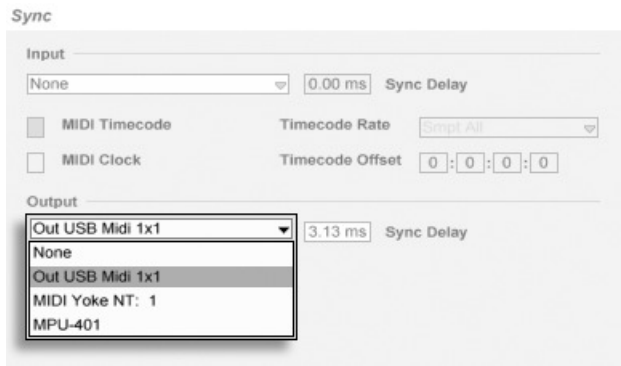 Sync
Input
None 0.00 ms Sync Delay
MIDI Timecode Timecode Rate Smpt All
MIDI Clock Timecode Offset 0 : 0 : 0 : 0
Output
Out USB Midi 1x1 3.13 ms Sync Delay
None
Out USB Midi 1x1
MIDI Yoke NT: 1
MPU-401